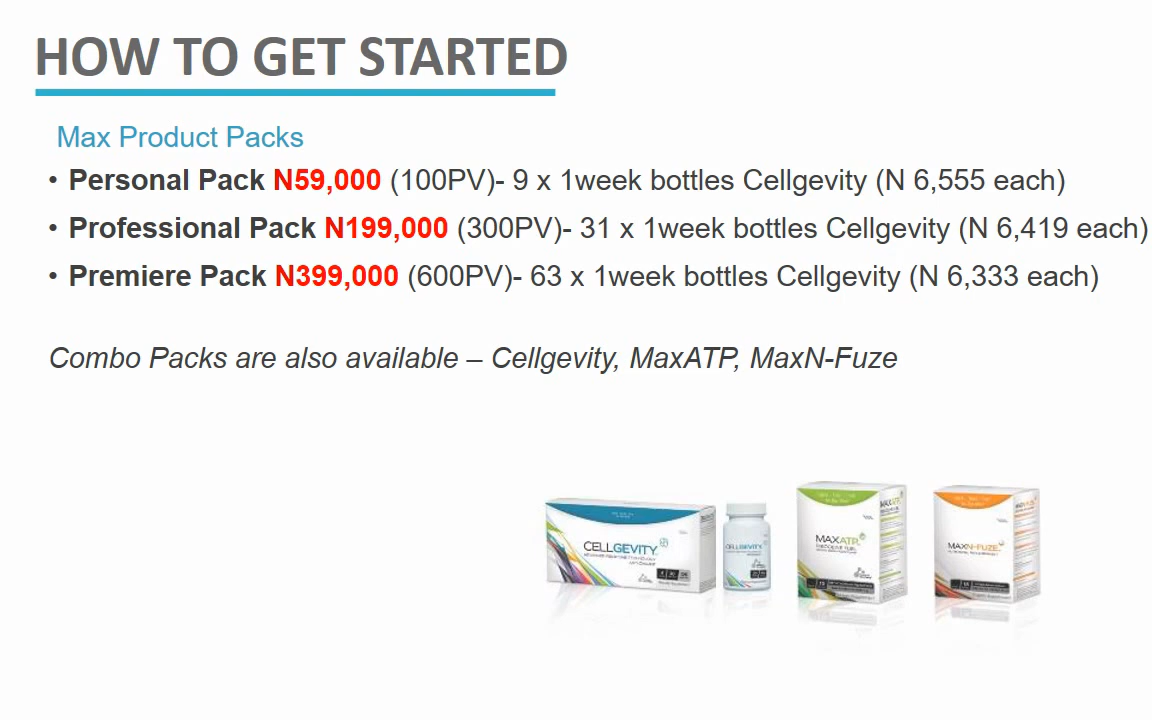 HOW TO GET STARTED
Max Product Packs
• Personal Pack N59,000 (100PV)- 9 x 1week bottles Cellgevity (N 6,555 each)
• Professional Pack N199,000 (300PV)- 31 x 1week bottles Cellgevity (N 6,419 each)
• Premiere Pack N399,000 (600PV)- 63 x 1week bottles Cellgevity (N 6,333 each)
Combo Packs are also available – Cellgevity, MaxATP, MaxN-Fuze
CELLGEVITY
CELLGEVITY
MAXATP
MAXN-FUZE